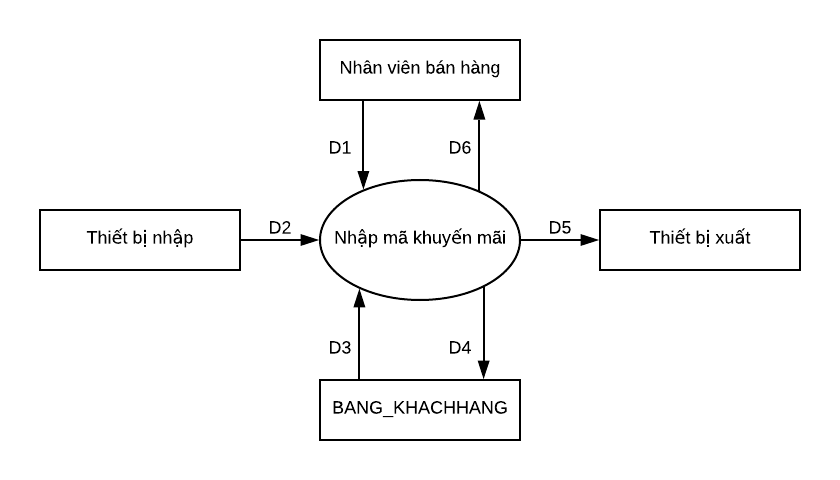 Nhân viên bán hàng
D1
D6
Thiết bị nhập
D2
Nhập mã khuyến mãi
D5
Thiết bị xuất
D3
D4
BANG_KHACHHANG